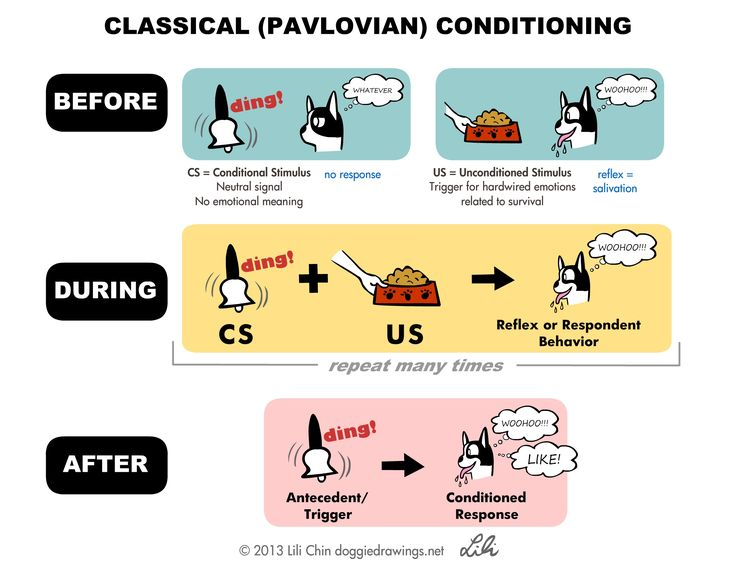 CLASSICAL (PAVLOVIAN) CONDITIONING
BEFORE
ding!
WHATEVER
CS = Conditional Stimulus
Neutral signal
No emotional meaning
no response
WOOHOO!!!
US = Unconditioned Stimulus
Trigger for hardwired emotions
related to survival
reflex =
salivation
DURING
ding!
+
WOOHOO!!!
CS
US
Reflex or Respondent
Behavior
repeat many times
AFTER
ding!
WOOHOO!!!
LIKE!
Antecedent/
Trigger
Conditioned
Response
© 2013 Lili Chin doggiedrawings.net
Lili